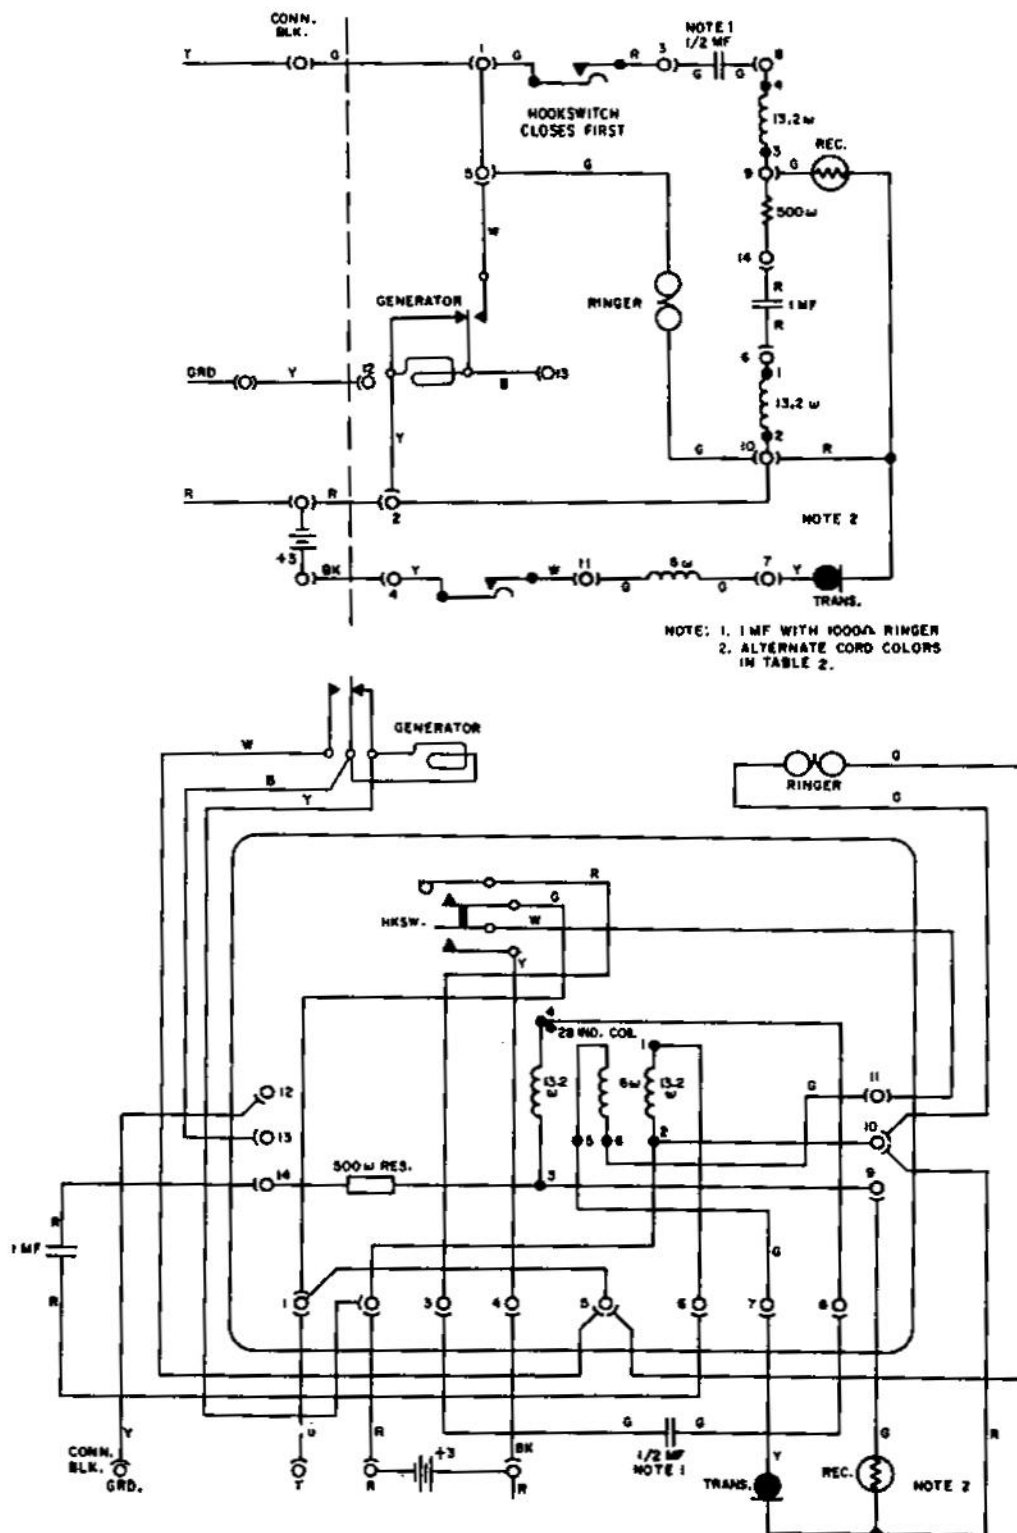 CONN.
BLK.
NOTE 1
1/2 MF
T
G
1
G
R
3
G
G
8
4
HOOKSWITCH
CLOSES FIRST
13.2 ω
3
REC.
5
G
9
G
500 ω
W
14
R
GENERATOR
RINGER
1 MF
R
6
1
GRD
Y
12
B
13
13.2 ω
Y
2
G
10
R
R
R
2
NOTE 2
+3
BK
Y
4
W
11
G
6 ω
G
7
Y
TRANS.
NOTE: 1. 1 MF WITH 1000Ω RINGER
2. ALTERNATE CORD COLORS
IN TABLE 2.
GENERATOR
W
B
Y
RINGER
G
G
R
G
HKSW.
W
Y
4
28 IND. COIL
1
13.2
ω
6ω
13.2
ω
G
11
12
5
6
2
10
13
500 ω RES.
14
3
9
R
1 MF
G
R
1
3
4
5
6
7
8
Y
G
R
BK
G
G
1/2 MF
NOTE 1
Y
G
R
CONN.
BLK.
GRD.
T
R
+3
R
TRANS.
REC.
NOTE 2